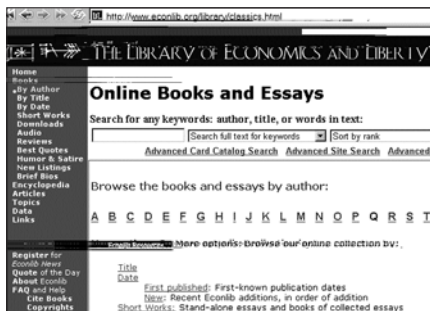 http://www.econlib.org/library/classics.html
THE LIBRARY OF ECONOMICS AND LIBERTY
Home
Books
By Author
By Title
By Date
Short Works
Downloads
Audio
Reviews
Best Quotes
Humor & Satire
New Listings
Brief Bios
Encyclopedia
Articles
Topics
Data
Links
Register for
Econlib News
Quote of the Day
About Econlib
FAQ and Help
Cite Books
Copyrights
Online Books and Essays
Search for any keywords: author, title, or words in text:
Search full text for keywords Sort by rank
Advanced Card Catalog Search Advanced Site Search Advanced
Browse the books and essays by author:
A B C D E F G H I J K L M N O P Q R S T
Econlib Resources More options: Browse our online collection by:
Title
Date
First published: First-known publication dates
New: Recent Econlib additions, in order of addition
Short Works: Stand-alone essays and books of collected essays